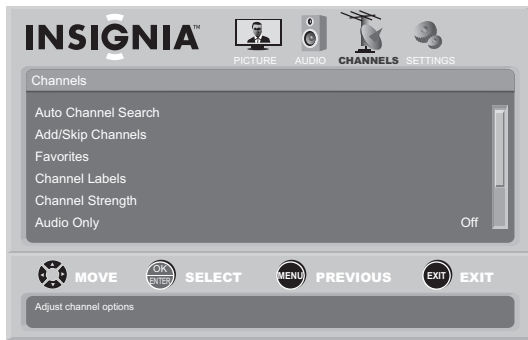 INSIGNIA™
PICTURE AUDIO CHANNELS SETTINGS
Channels
Auto Channel Search
Add/Skip Channels
Favorites
Channel Labels
Channel Strength
Audio Only Off
MOVE OK ENTER SELECT MENU PREVIOUS EXIT EXIT
Adjust channel options